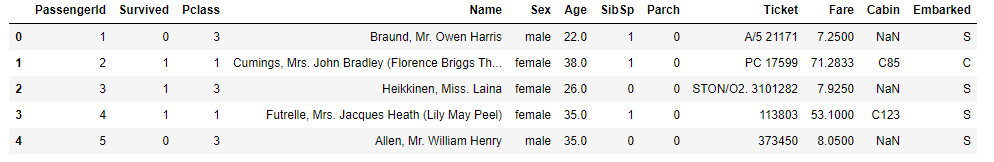 PassengerId Survived Pclass Name Sex Age SibSp Parch Ticket Fare Cabin Embarked
0 1 0 3 Braund, Mr. Owen Harris male 22.0 1 0 A/5 21171 7.2500 NaN S
1 2 1 1 Cumings, Mrs. John Bradley (Florence Briggs Th... female 38.0 1 0 PC 17599 71.2833 C85 C
2 3 1 3 Heikkinen, Miss. Laina female 26.0 0 0 STON/O2. 3101282 7.9250 NaN S
3 4 1 1 Futrelle, Mrs. Jacques Heath (Lily May Peel) female 35.0 1 0 113803 53.1000 C123 S
4 5 0 3 Allen, Mr. William Henry male 35.0 0 0 373450 8.0500 NaN S